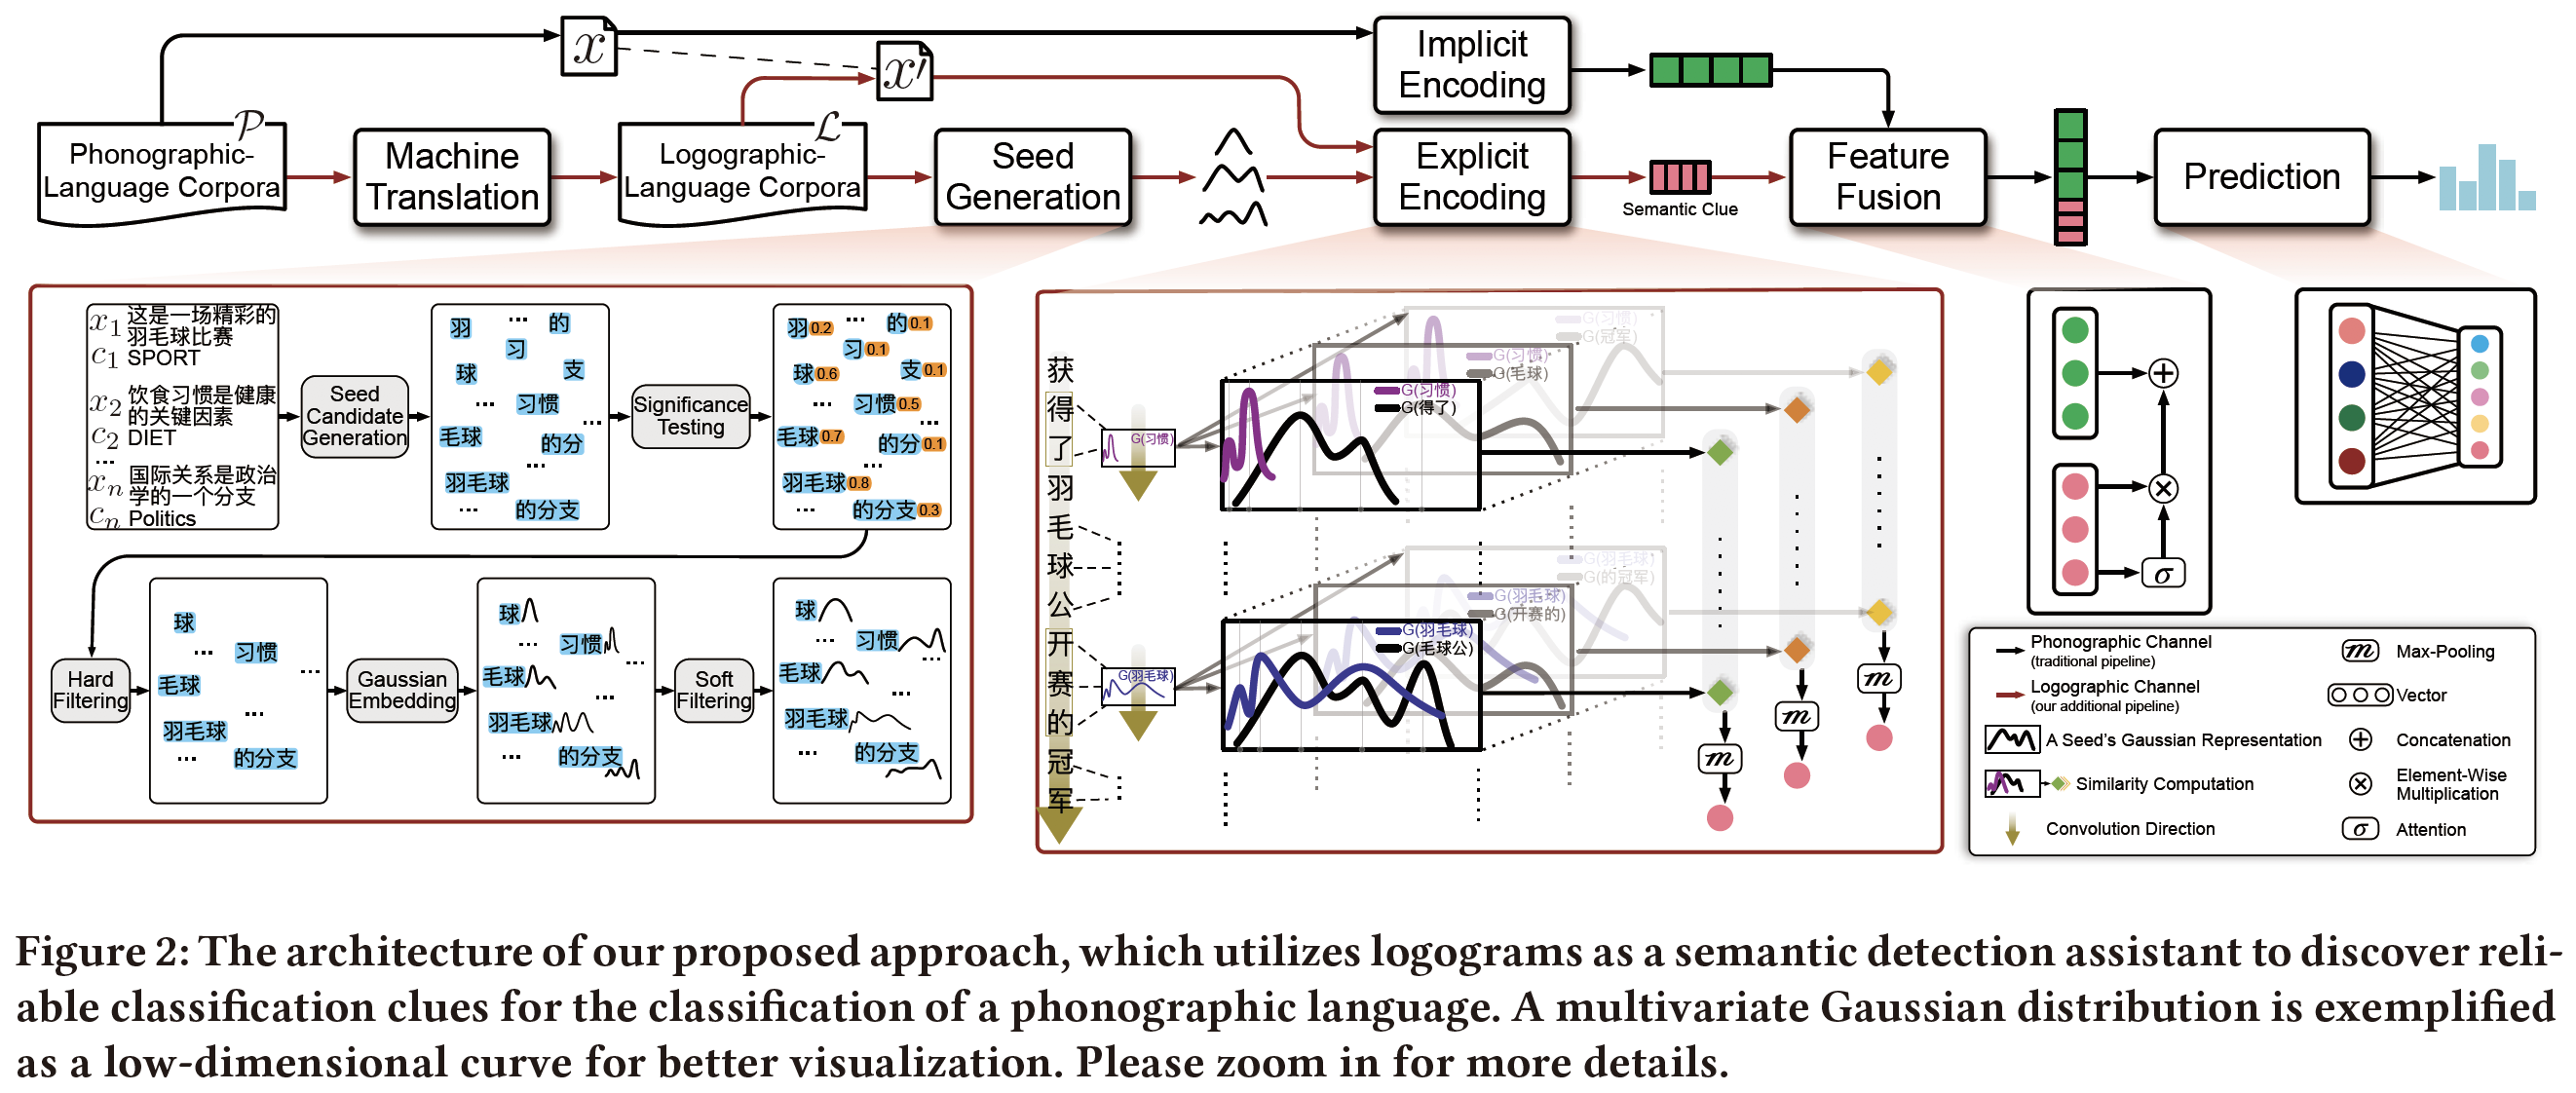 x
x′
Implicit
Encoding
𝒫
Phonographic-
Language Corpora
Machine
Translation
ℒ
Logographic-
Language Corpora
Seed
Generation
Explicit
Encoding
Semantic Clue
Feature
Fusion
Prediction
x₁ 这是一场精彩的
羽毛球比赛
c₁ SPORT
x₂ 饮食习惯是健康
的关键因素
c₂ DIET
...
xₙ 国际关系是政治
学的一个分支
cₙ Politics
Seed
Candidate
Generation
羽 ... 的
习
球 支
... 习惯
...
毛球 的分
...
羽毛球
... 的分支
Significance
Testing
羽 0.2 ... 的 0.1
习 0.1
球 0.6 支 0.1
... 习惯 0.5
...
毛球 0.7 的分 0.1
...
羽毛球 0.8
... 的分支 0.3
Hard
Filtering
球
... 习惯
...
毛球
...
羽毛球
... 的分支
Gaussian
Embedding
球
... 习惯
...
毛球
...
羽毛球
... 的分支
Soft
Filtering
球
... 习惯
...
毛球
...
羽毛球
... 的分支
获
得
了
羽
毛
球
公
开
赛
的
冠
军
G(习惯)
G(习惯)
G(冠军)
G(习惯)
G(毛球)
G(习惯)
G(得了)
G(羽毛球)
G(羽毛球)
G(的冠军)
G(羽毛球)
G(开赛的)
G(羽毛球)
G(毛球公)
m
m
m
+
×
σ
Phonographic Channel
(traditional pipeline)
Logographic Channel
(our additional pipeline)
A Seed's Gaussian Representation
Similarity Computation
Convolution Direction
m Max-Pooling
Vector
+ Concatenation
× Element-Wise
Multiplication
σ Attention
Figure 2: The architecture of our proposed approach, which utilizes logograms as a semantic detection assistant to discover reli-
able classification clues for the classification of a phonographic language. A multivariate Gaussian distribution is exemplified
as a low-dimensional curve for better visualization. Please zoom in for more details.